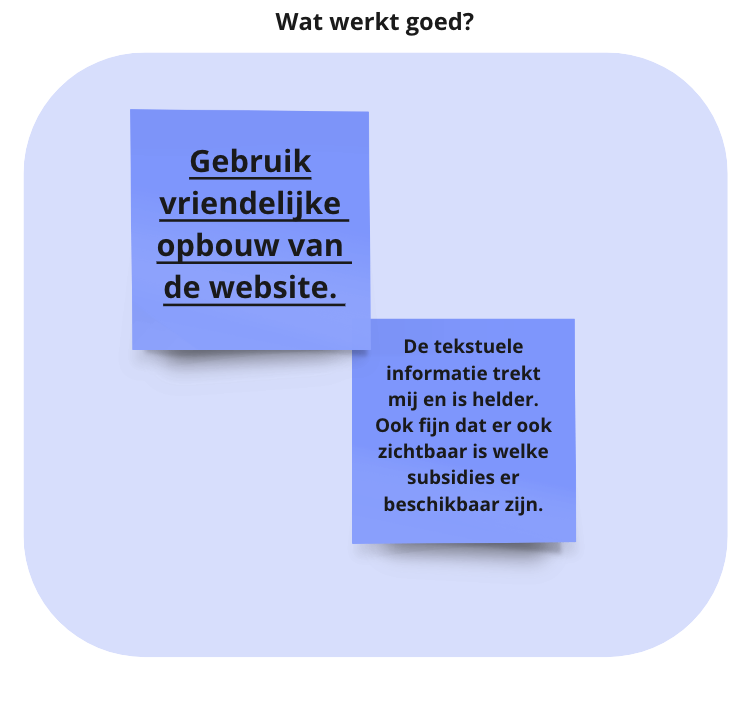 Wat werkt goed?
Gebruik
vriendelijke
opbouw van
de website.
De tekstuele
informatie trekt
mij en is helder.
Ook fijn dat er ook
zichtbaar is welke
subsidies er
beschikbaar zijn.